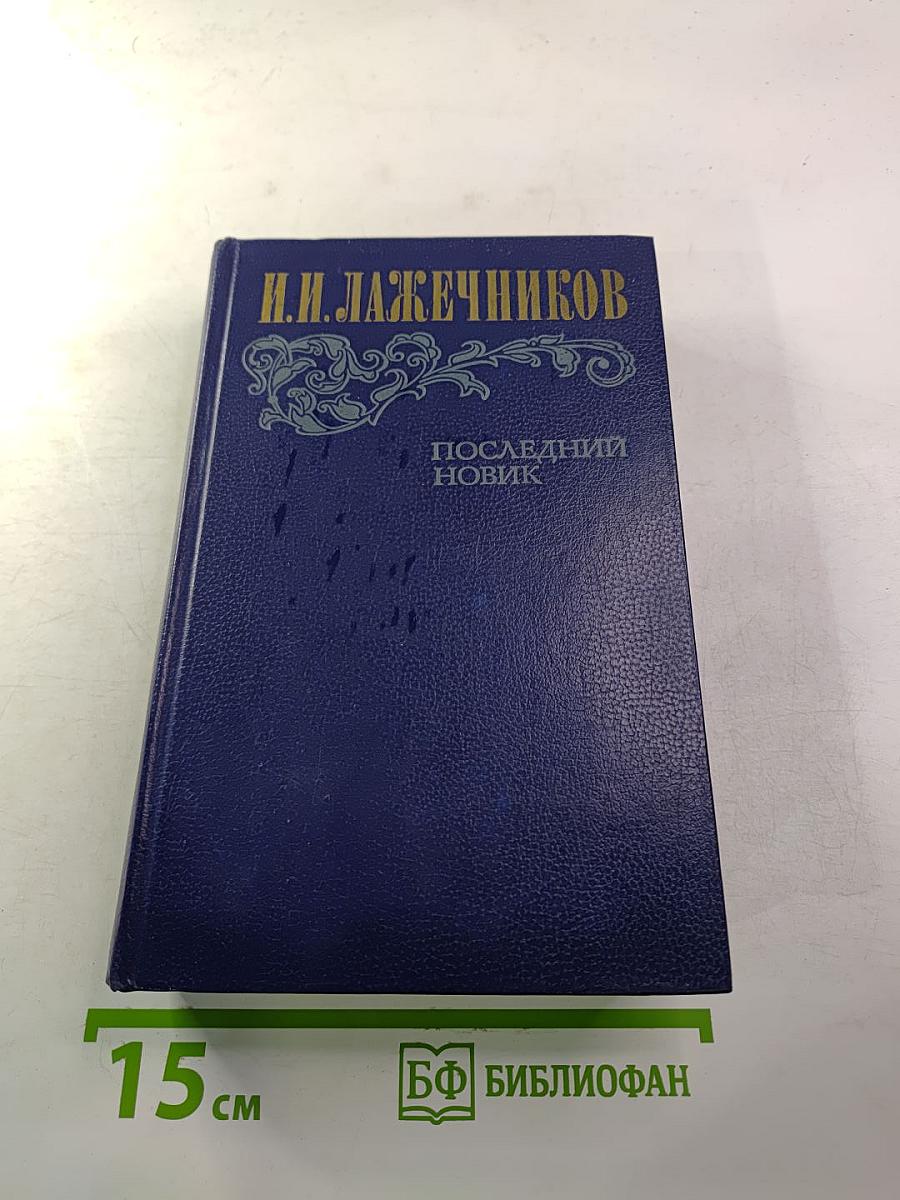 И.И.ЛАЖЕЧНИКОВ
ПОСЛЕДНИЙ
НОВИК
15 см
БФ БИБЛИОФАН